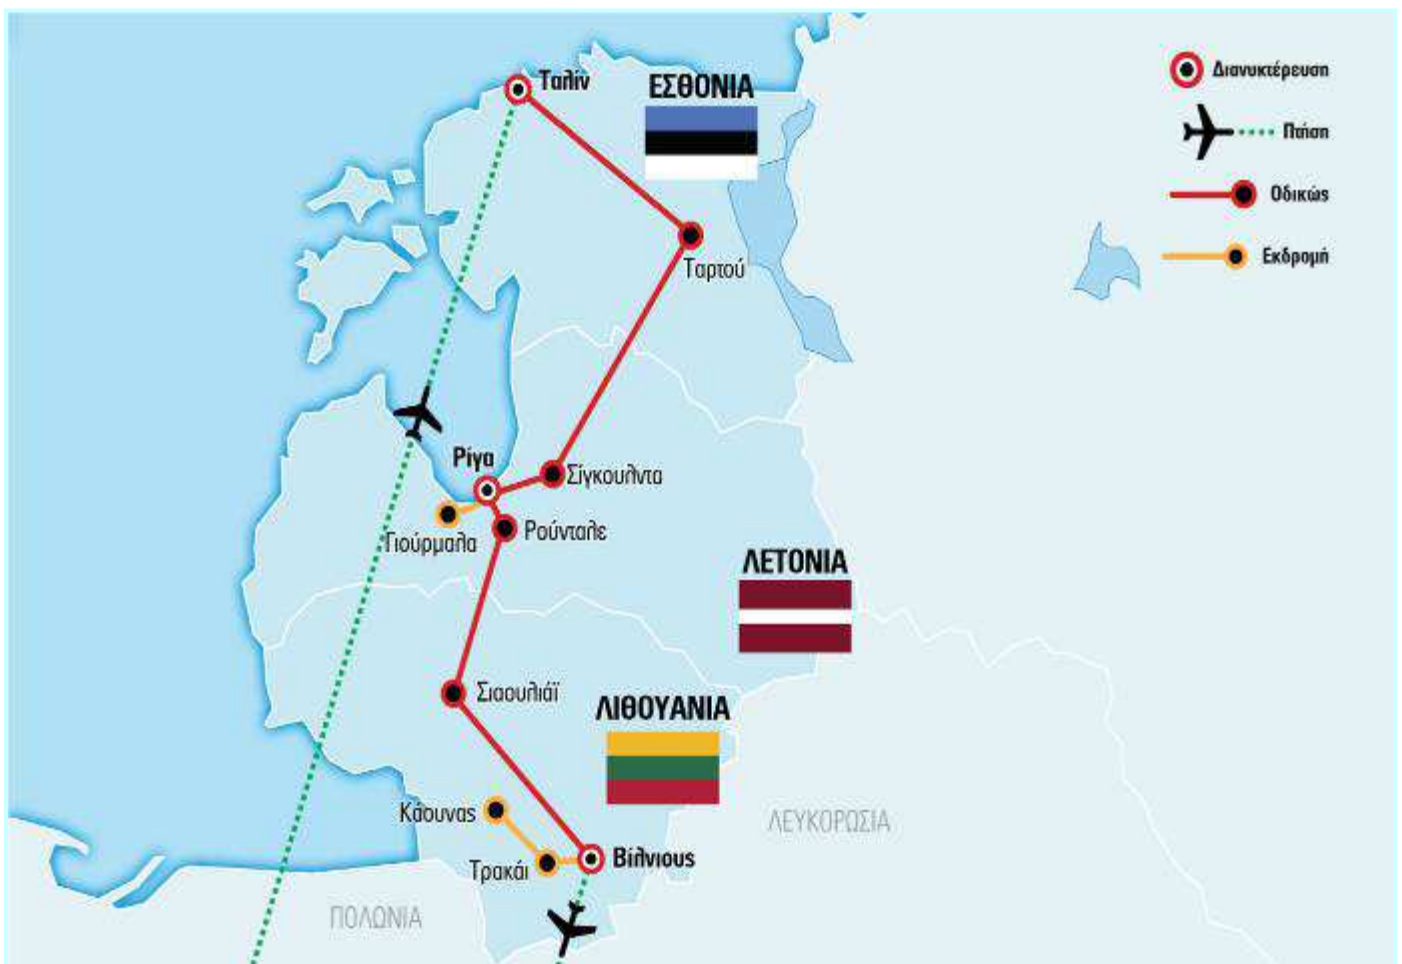 Ταλίν
ΕΣΘΟΝΙΑ
Διανυκτέρευση
Πτήση
Οδικώς
Εκδρομή
Ταρτού
Ρίγα
Σίγκουλντα
Γιούρμαλα
Ρούνταλε
ΛΕΤΟΝΙΑ
Σιαουλιάϊ
ΛΙΘΟΥΑΝΙΑ
Κάουνας
ΛΕΥΚΟΡΩΣΙΑ
Τρακάι
Βίλνιους
ΠΟΛΩΝΙΑ